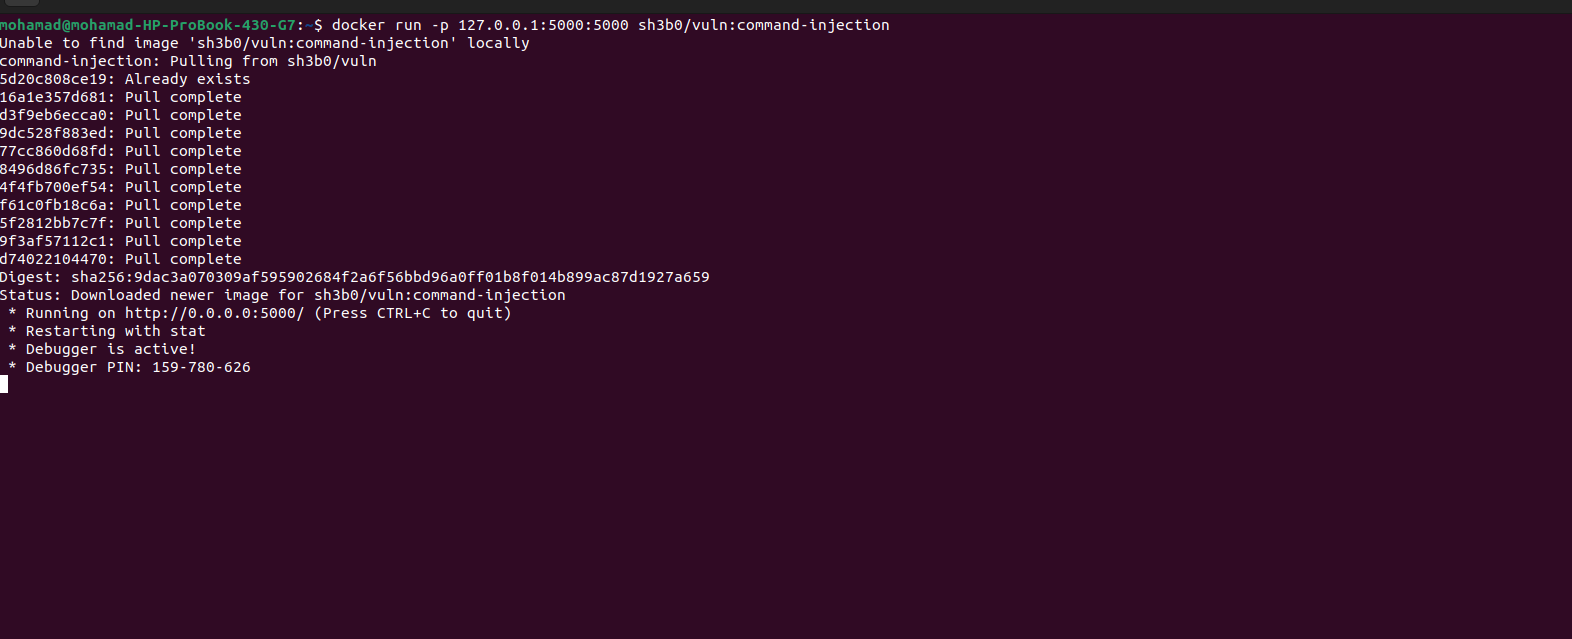 mohamad@mohamad-HP-ProBook-430-G7:~$ docker run -p 127.0.0.1:5000:5000 sh3b0/vuln:command-injection
Unable to find image 'sh3b0/vuln:command-injection' locally
command-injection: Pulling from sh3b0/vuln
5d20c808ce19: Already exists
16a1e357d681: Pull complete
d3f9eb6ecca0: Pull complete
9dc528f883ed: Pull complete
77cc860d68fd: Pull complete
8496d86fc735: Pull complete
4f4fb700ef54: Pull complete
f61c0fb18c6a: Pull complete
5f2812bb7c7f: Pull complete
9f3af57112c1: Pull complete
d74022104470: Pull complete
Digest: sha256:9dac3a070309af595902684f2a6f56bbd96a0ff01b8f014b899ac87d1927a659
Status: Downloaded newer image for sh3b0/vuln:command-injection
 * Running on http://0.0.0.0:5000/ (Press CTRL+C to quit)
 * Restarting with stat
 * Debugger is active!
 * Debugger PIN: 159-780-626